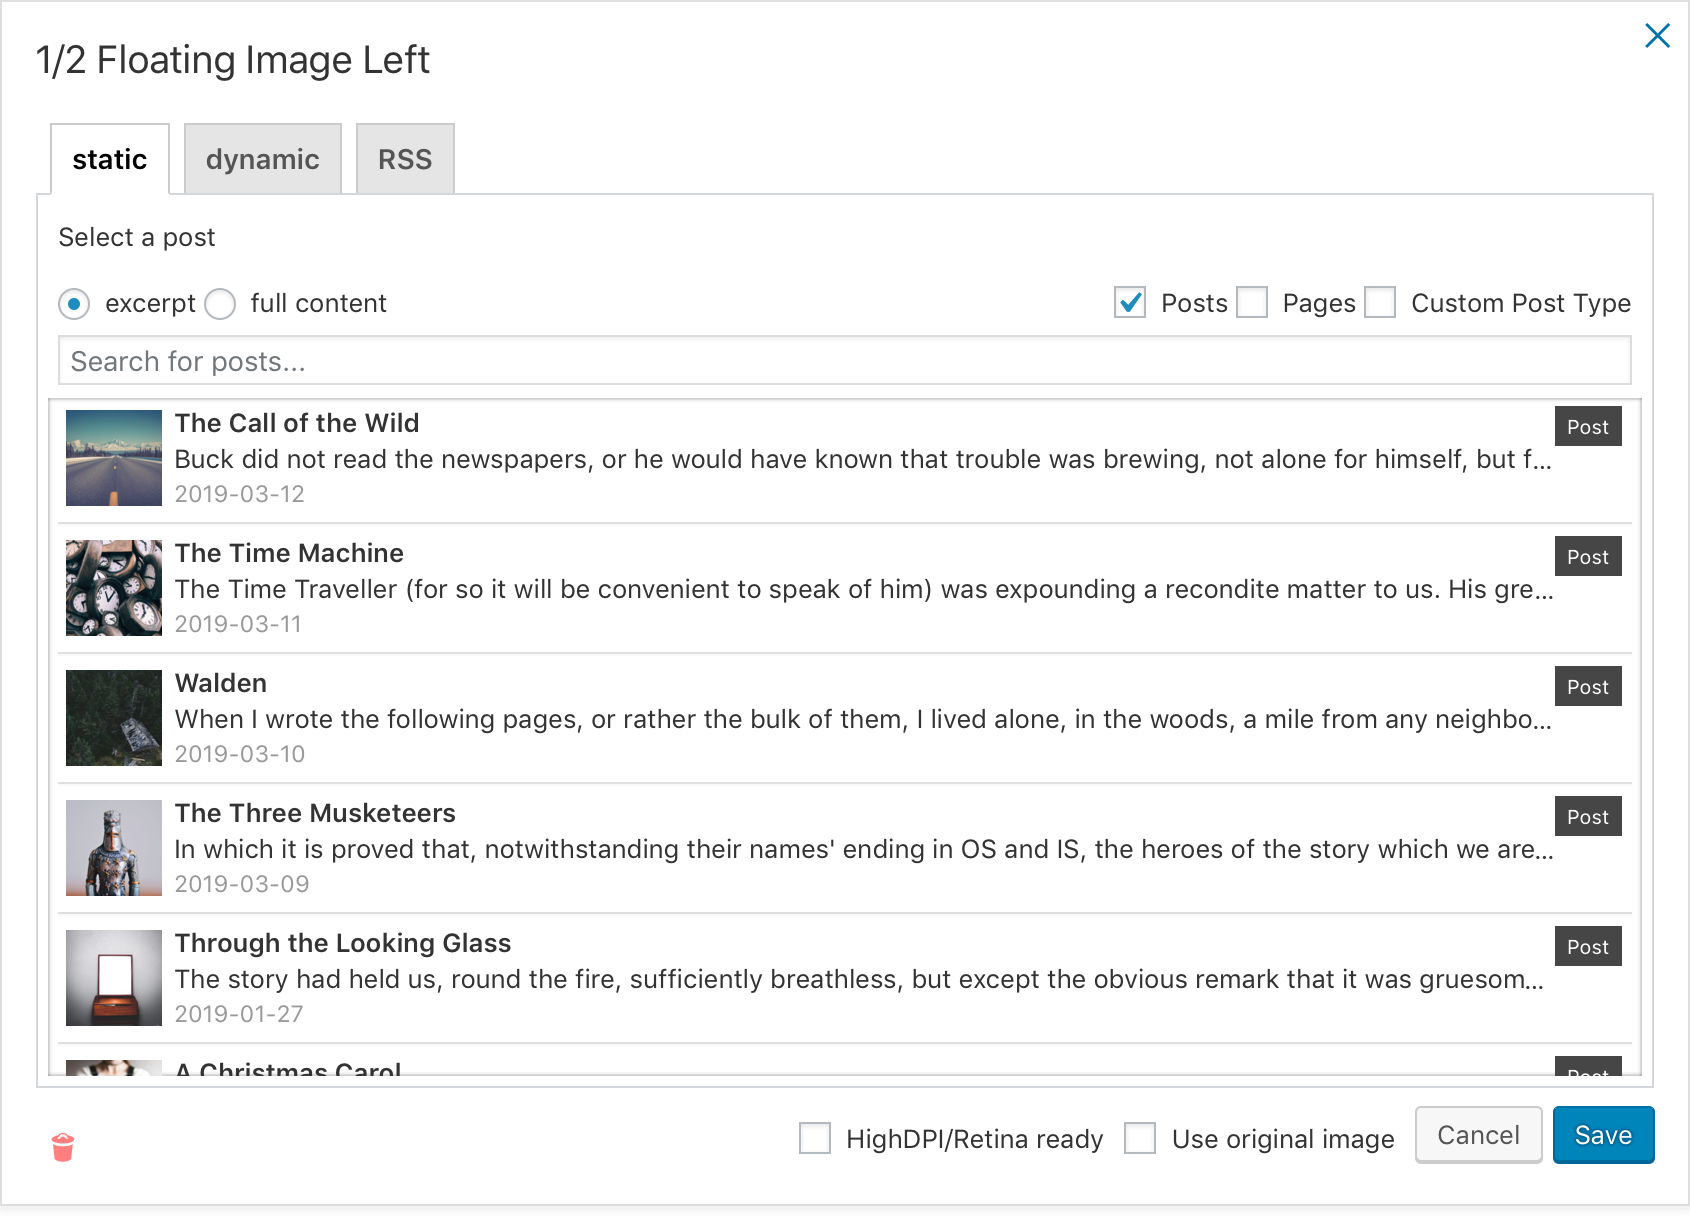 1/2 Floating Image Left
static dynamic RSS
Select a post
excerpt full content Posts Pages Custom Post Type
Search for posts...
The Call of the Wild Post
Buck did not read the newspapers, or he would have known that trouble was brewing, not alone for himself, but f...
2019-03-12
The Time Machine Post
The Time Traveller (for so it will be convenient to speak of him) was expounding a recondite matter to us. His gre...
2019-03-11
Walden Post
When I wrote the following pages, or rather the bulk of them, I lived alone, in the woods, a mile from any neighbo...
2019-03-10
The Three Musketeers Post
In which it is proved that, notwithstanding their names' ending in OS and IS, the heroes of the story which we are...
2019-03-09
Through the Looking Glass Post
The story had held us, round the fire, sufficiently breathless, but except the obvious remark that it was gruesom...
2019-01-27
A Christmas Carol Post
HighDPI/Retina ready Use original image Cancel Save